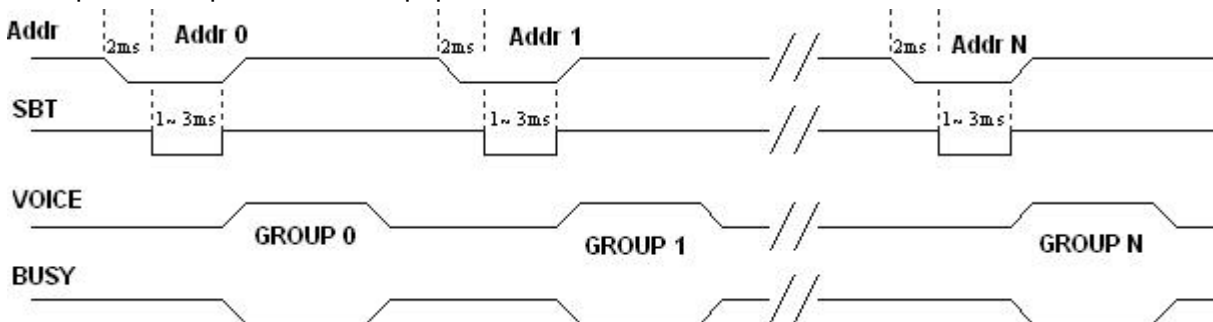 Addr 2ms Addr 0 2ms Addr 1 2ms Addr N
SBT 1~3ms 1~3ms 1~3ms
VOICE
GROUP 0 GROUP 1 GROUP N
BUSY